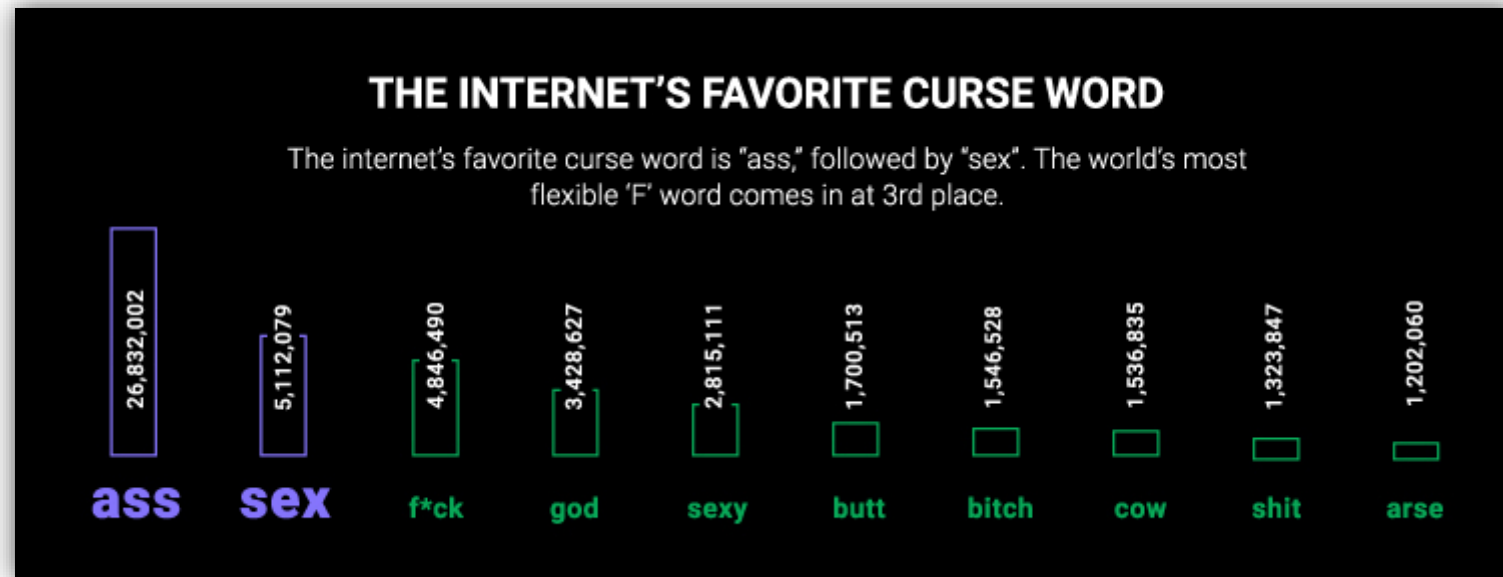 THE INTERNET’S FAVORITE CURSE WORD
The internet’s favorite curse word is “ass,” followed by “sex”. The world’s most
flexible ‘F’ word comes in at 3rd place.
26,832,002 5,112,079 4,846,490 3,428,627 2,815,111 1,700,513 1,546,528 1,536,835 1,323,847 1,202,060
ass sex f*ck god sexy butt bitch cow shit arse